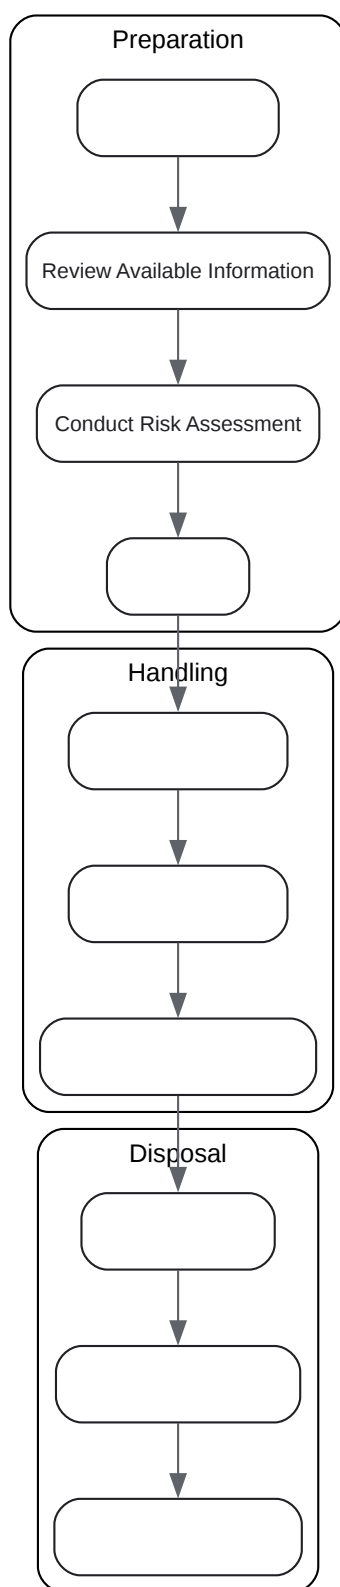 Preparation
Review Available Information
Conduct Risk Assessment
Handling
Disposal